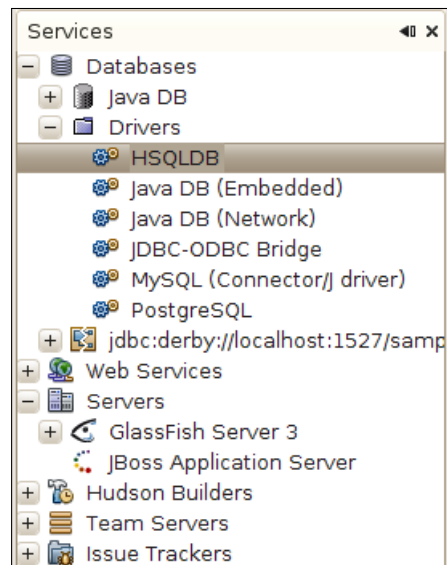 Services
Databases
Java DB
Drivers
HSQLDB
Java DB (Embedded)
Java DB (Network)
JDBC-ODBC Bridge
MySQL (Connector/J driver)
PostgreSQL
jdbc:derby://localhost:1527/samp
Web Services
Servers
GlassFish Server 3
JBoss Application Server
Hudson Builders
Team Servers
Issue Trackers